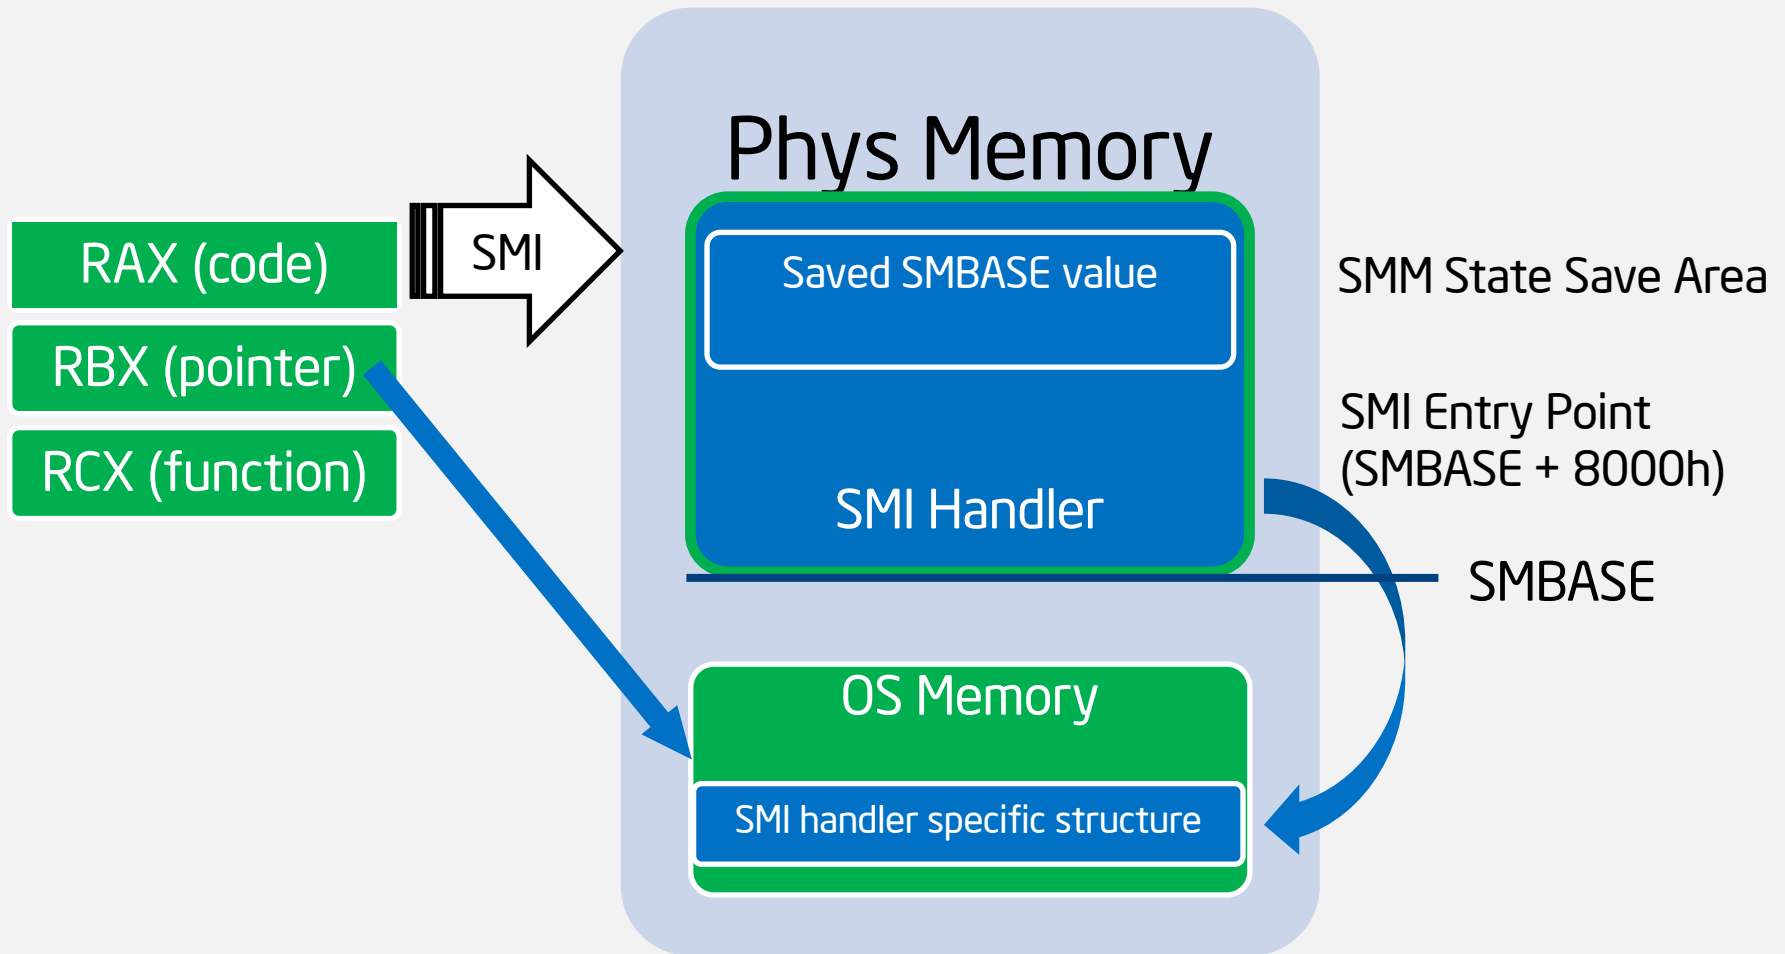 Phys Memory
RAX (code)
RBX (pointer)
RCX (function)
SMI
Saved SMBASE value
SMI Handler
SMM State Save Area
SMI Entry Point
(SMBASE + 8000h)
SMBASE
OS Memory
SMI handler specific structure